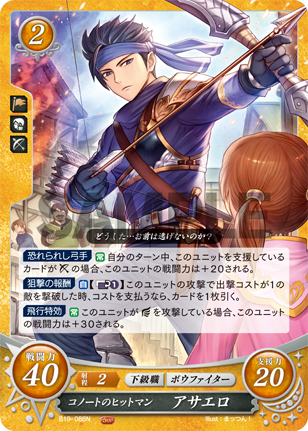 2
どうした…お前は逃げないのか?
恐れられし弓手 常 自分のターン中、このユニットを支援している
カードが の場合、このユニットの戦闘力は+20される。
狙撃の報酬 自 【 1】このユニットの攻撃で出撃コストが1の
敵を撃破した時、コストを支払うなら、カードを1枚引く。
飛行特効 常 このユニットが を攻撃している場合、このユニッ
トの戦闘力は+30される。
戦闘力
40
射程 2 下級職 ボウファイター
支援力
20
コノートのヒットマン アサエロ
B19-086N
Illust:まっつん!